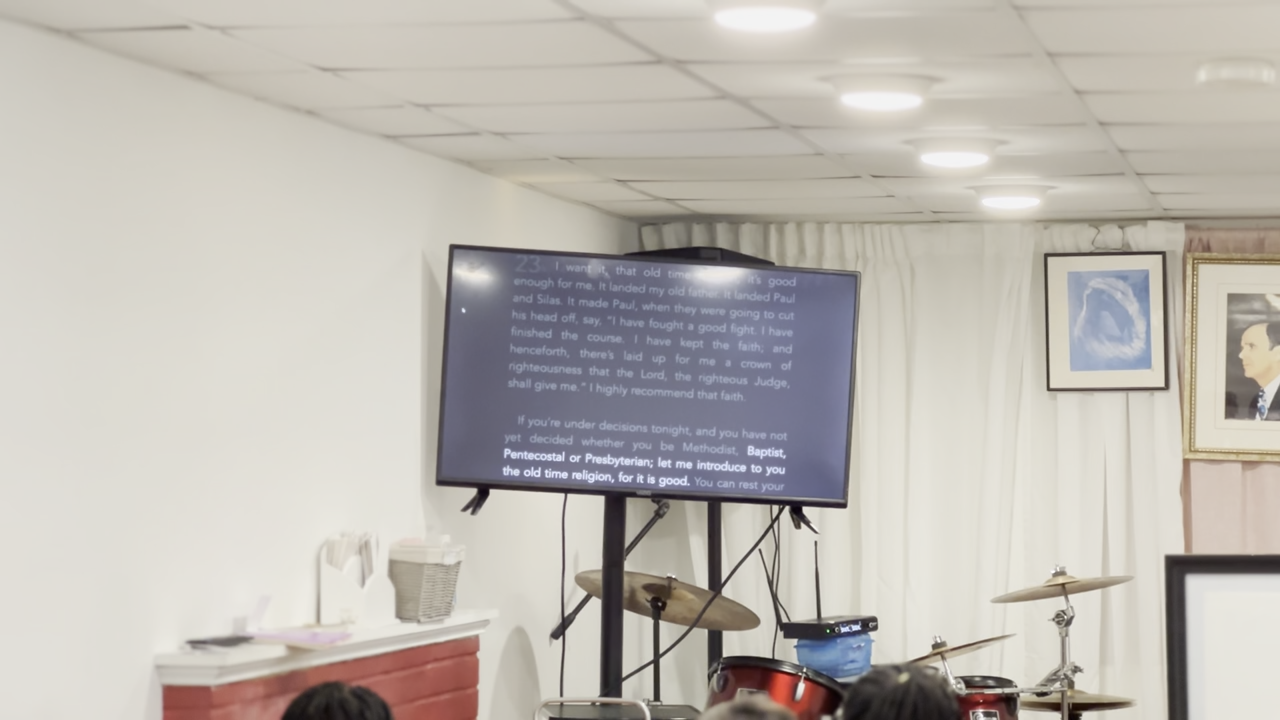 23 I want it, that old time it's good
enough for me. It landed my old father. It landed Paul
and Silas. It made Paul, when they were going to cut
his head off, say, "I have fought a good fight. I have
finished the course. I have kept the faith; and
henceforth, there's laid up for me a crown of
righteousness that the Lord, the righteous Judge,
shall give me." I highly recommend that faith.
If you're under decisions tonight, and you have not
yet decided whether you be Methodist, Baptist,
Pentecostal or Presbyterian; let me introduce to you
the old time religion, for it is good. You can rest your